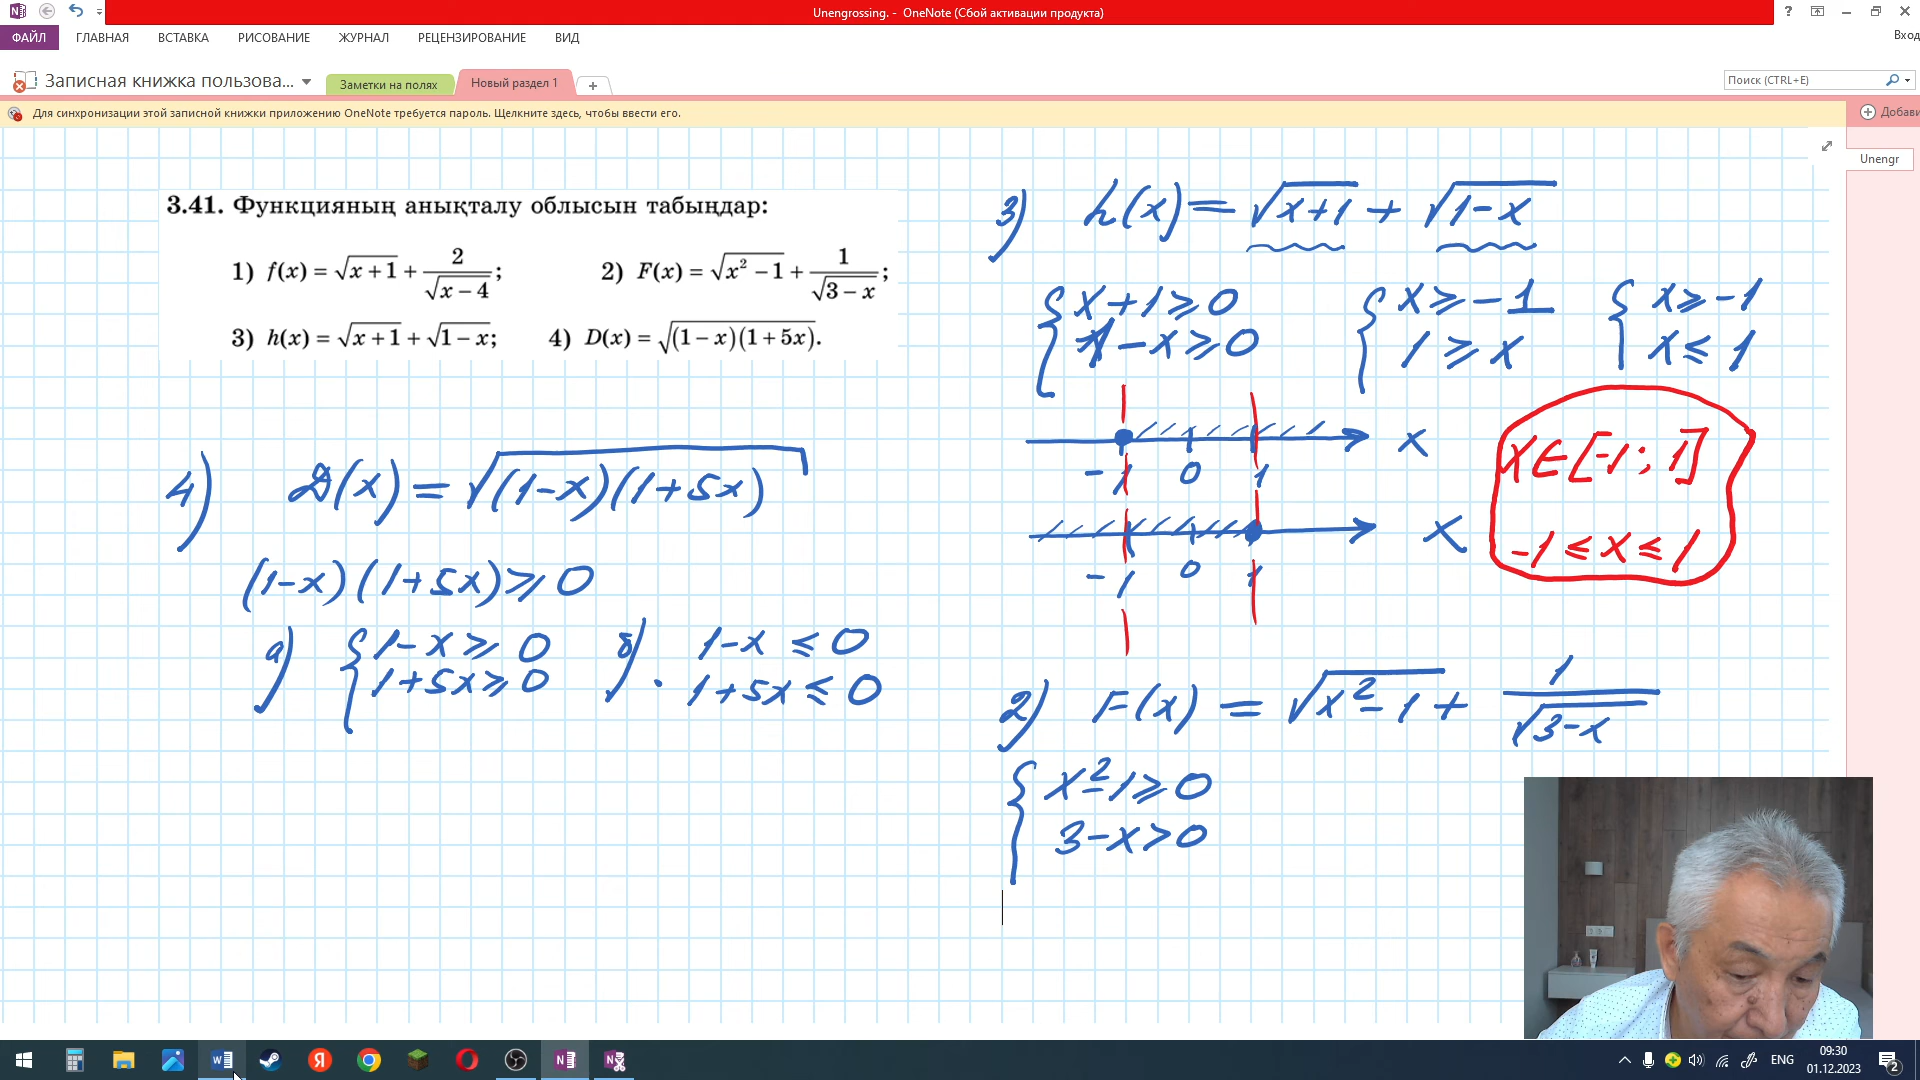 Unengrossing. - OneNote (Сбой активации продукта)
ФАЙЛ ГЛАВНАЯ ВСТАВКА РИСОВАНИЕ ЖУРНАЛ РЕЦЕНЗИРОВАНИЕ ВИД
Вход
Записная книжка пользова...
Заметки на полях
Новый раздел 1
Поиск (CTRL+E)
Для синхронизации этой записной книжки приложению OneNote требуется пароль. Щелкните здесь, чтобы ввести его.
Добави
Unengr
3.41. Функцияның анықталу облысын табыңдар:
1) f(x) = √(x + 1) + 2/√(x − 4); 2) F(x) = √(x² − 1) + 1/√(3 − x);
3) h(x) = √(x + 1) + √(1 − x); 4) D(x) = √((1 − x)(1 + 5x)).
4) D(x) = √((1-x)(1+5x))
(1-x)(1+5x) ⩾ 0
а) { 1-x ⩾ 0 б) 1-x ⩽ 0
1+5x ⩾ 0 1+5x ⩽ 0
3) h(x) = √(x+1) + √(1-x)
{ x+1 ⩾ 0 { x ⩾ -1 { x ⩾ -1
1-x ⩾ 0 1 ⩾ x x ⩽ 1
x
-1 0 1
x
-1 0 1
x∈[-1; 1]
-1 ⩽ x ⩽ 1
2) F(x) = √(x²-1) + 1/√(3-x)
{ x²-1 ⩾ 0
3-x > 0
ENG
09:30
01.12.2023
2